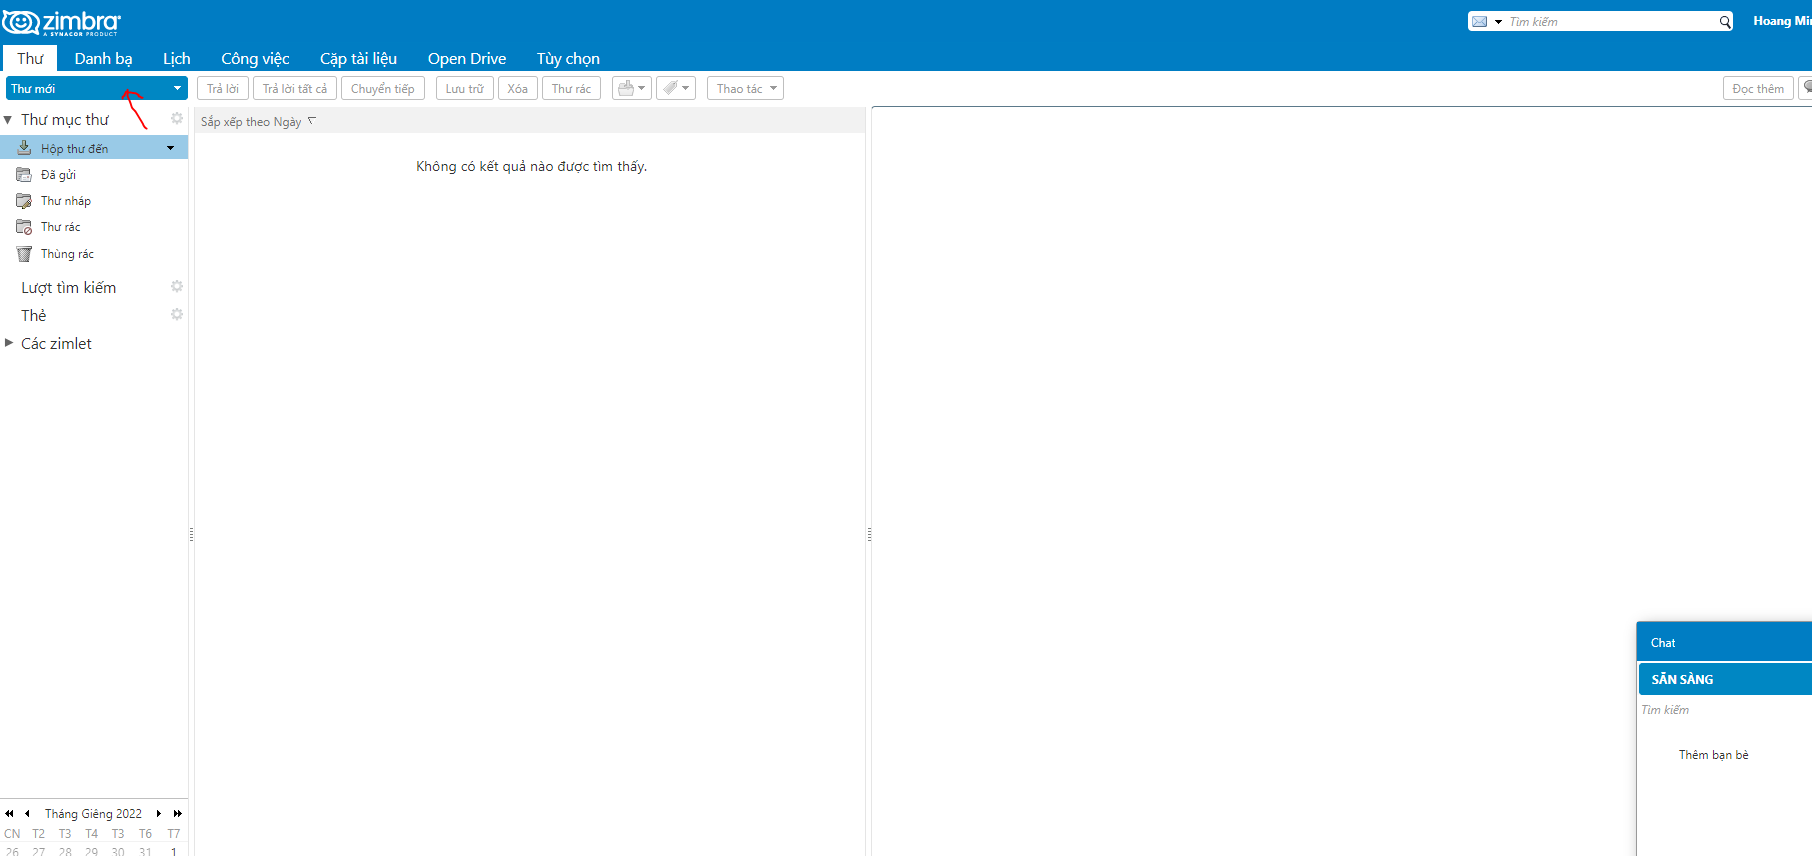 zimbra
A SYNACOR PRODUCT
Tìm kiếm
Hoang
Thư Danh bạ Lịch Công việc Cặp tài liệu Open Drive Tùy chọn
Thư mới
Trả lời Trả lời tất cả Chuyển tiếp Lưu trữ Xóa Thư rác Thao tác Đọc thêm
Thư mục thư
Sắp xếp theo Ngày
Hộp thư đến
Không có kết quả nào được tìm thấy.
Đã gửi
Thư nháp
Thư rác
Thùng rác
Lượt tìm kiếm
Thẻ
Các zimlet
Chat
SẴN SÀNG
Tìm kiếm
Thêm bạn bè
Tháng Giêng 2022
CN T2 T3 T4 T3 T6 T7
26 27 28 29 30 31 1